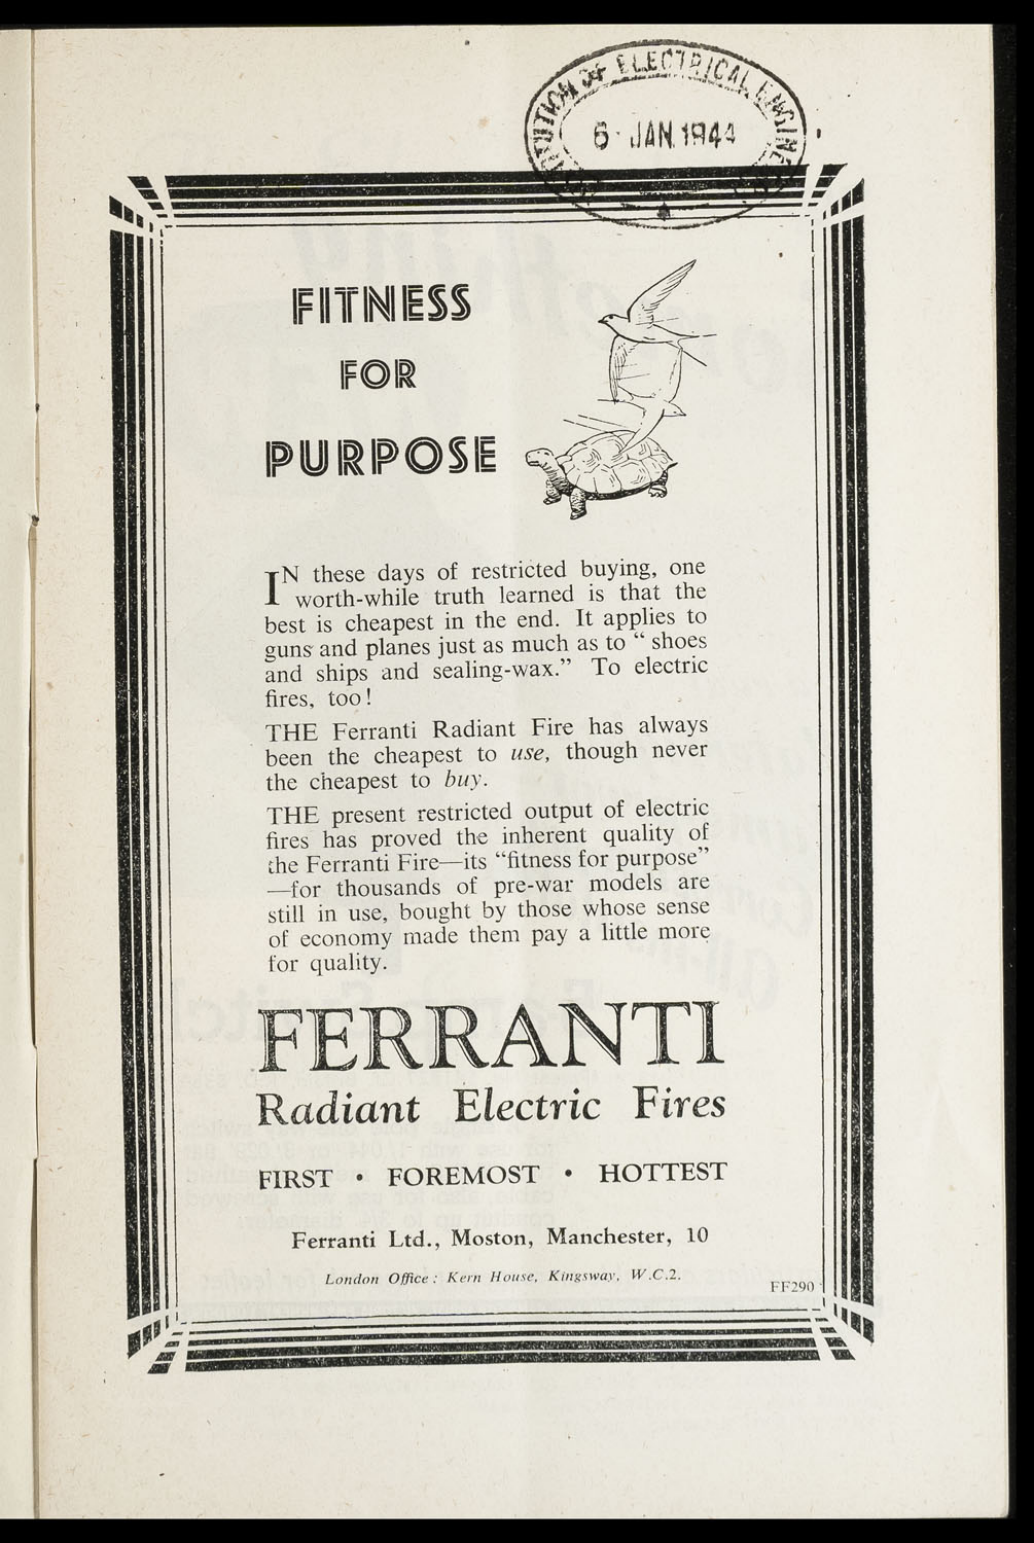 OF ELECTRICAL
6 · JAN. 1944
FITNESS
FOR
PURPOSE
IN these days of restricted buying, one
worth-while truth learned is that the
best is cheapest in the end. It applies to
guns and planes just as much as to “ shoes
and ships and sealing-wax.” To electric
fires, too !
THE Ferranti Radiant Fire has always
been the cheapest to use, though never
the cheapest to buy.
THE present restricted output of electric
fires has proved the inherent quality of
the Ferranti Fire—its “fitness for purpose”
—for thousands of pre-war models are
still in use, bought by those whose sense
of economy made them pay a little more
for quality.
FERRANTI
Radiant Electric Fires
FIRST • FOREMOST • HOTTEST
Ferranti Ltd., Moston, Manchester, 10
London Office : Kern House, Kingsway, W.C.2.
FF290